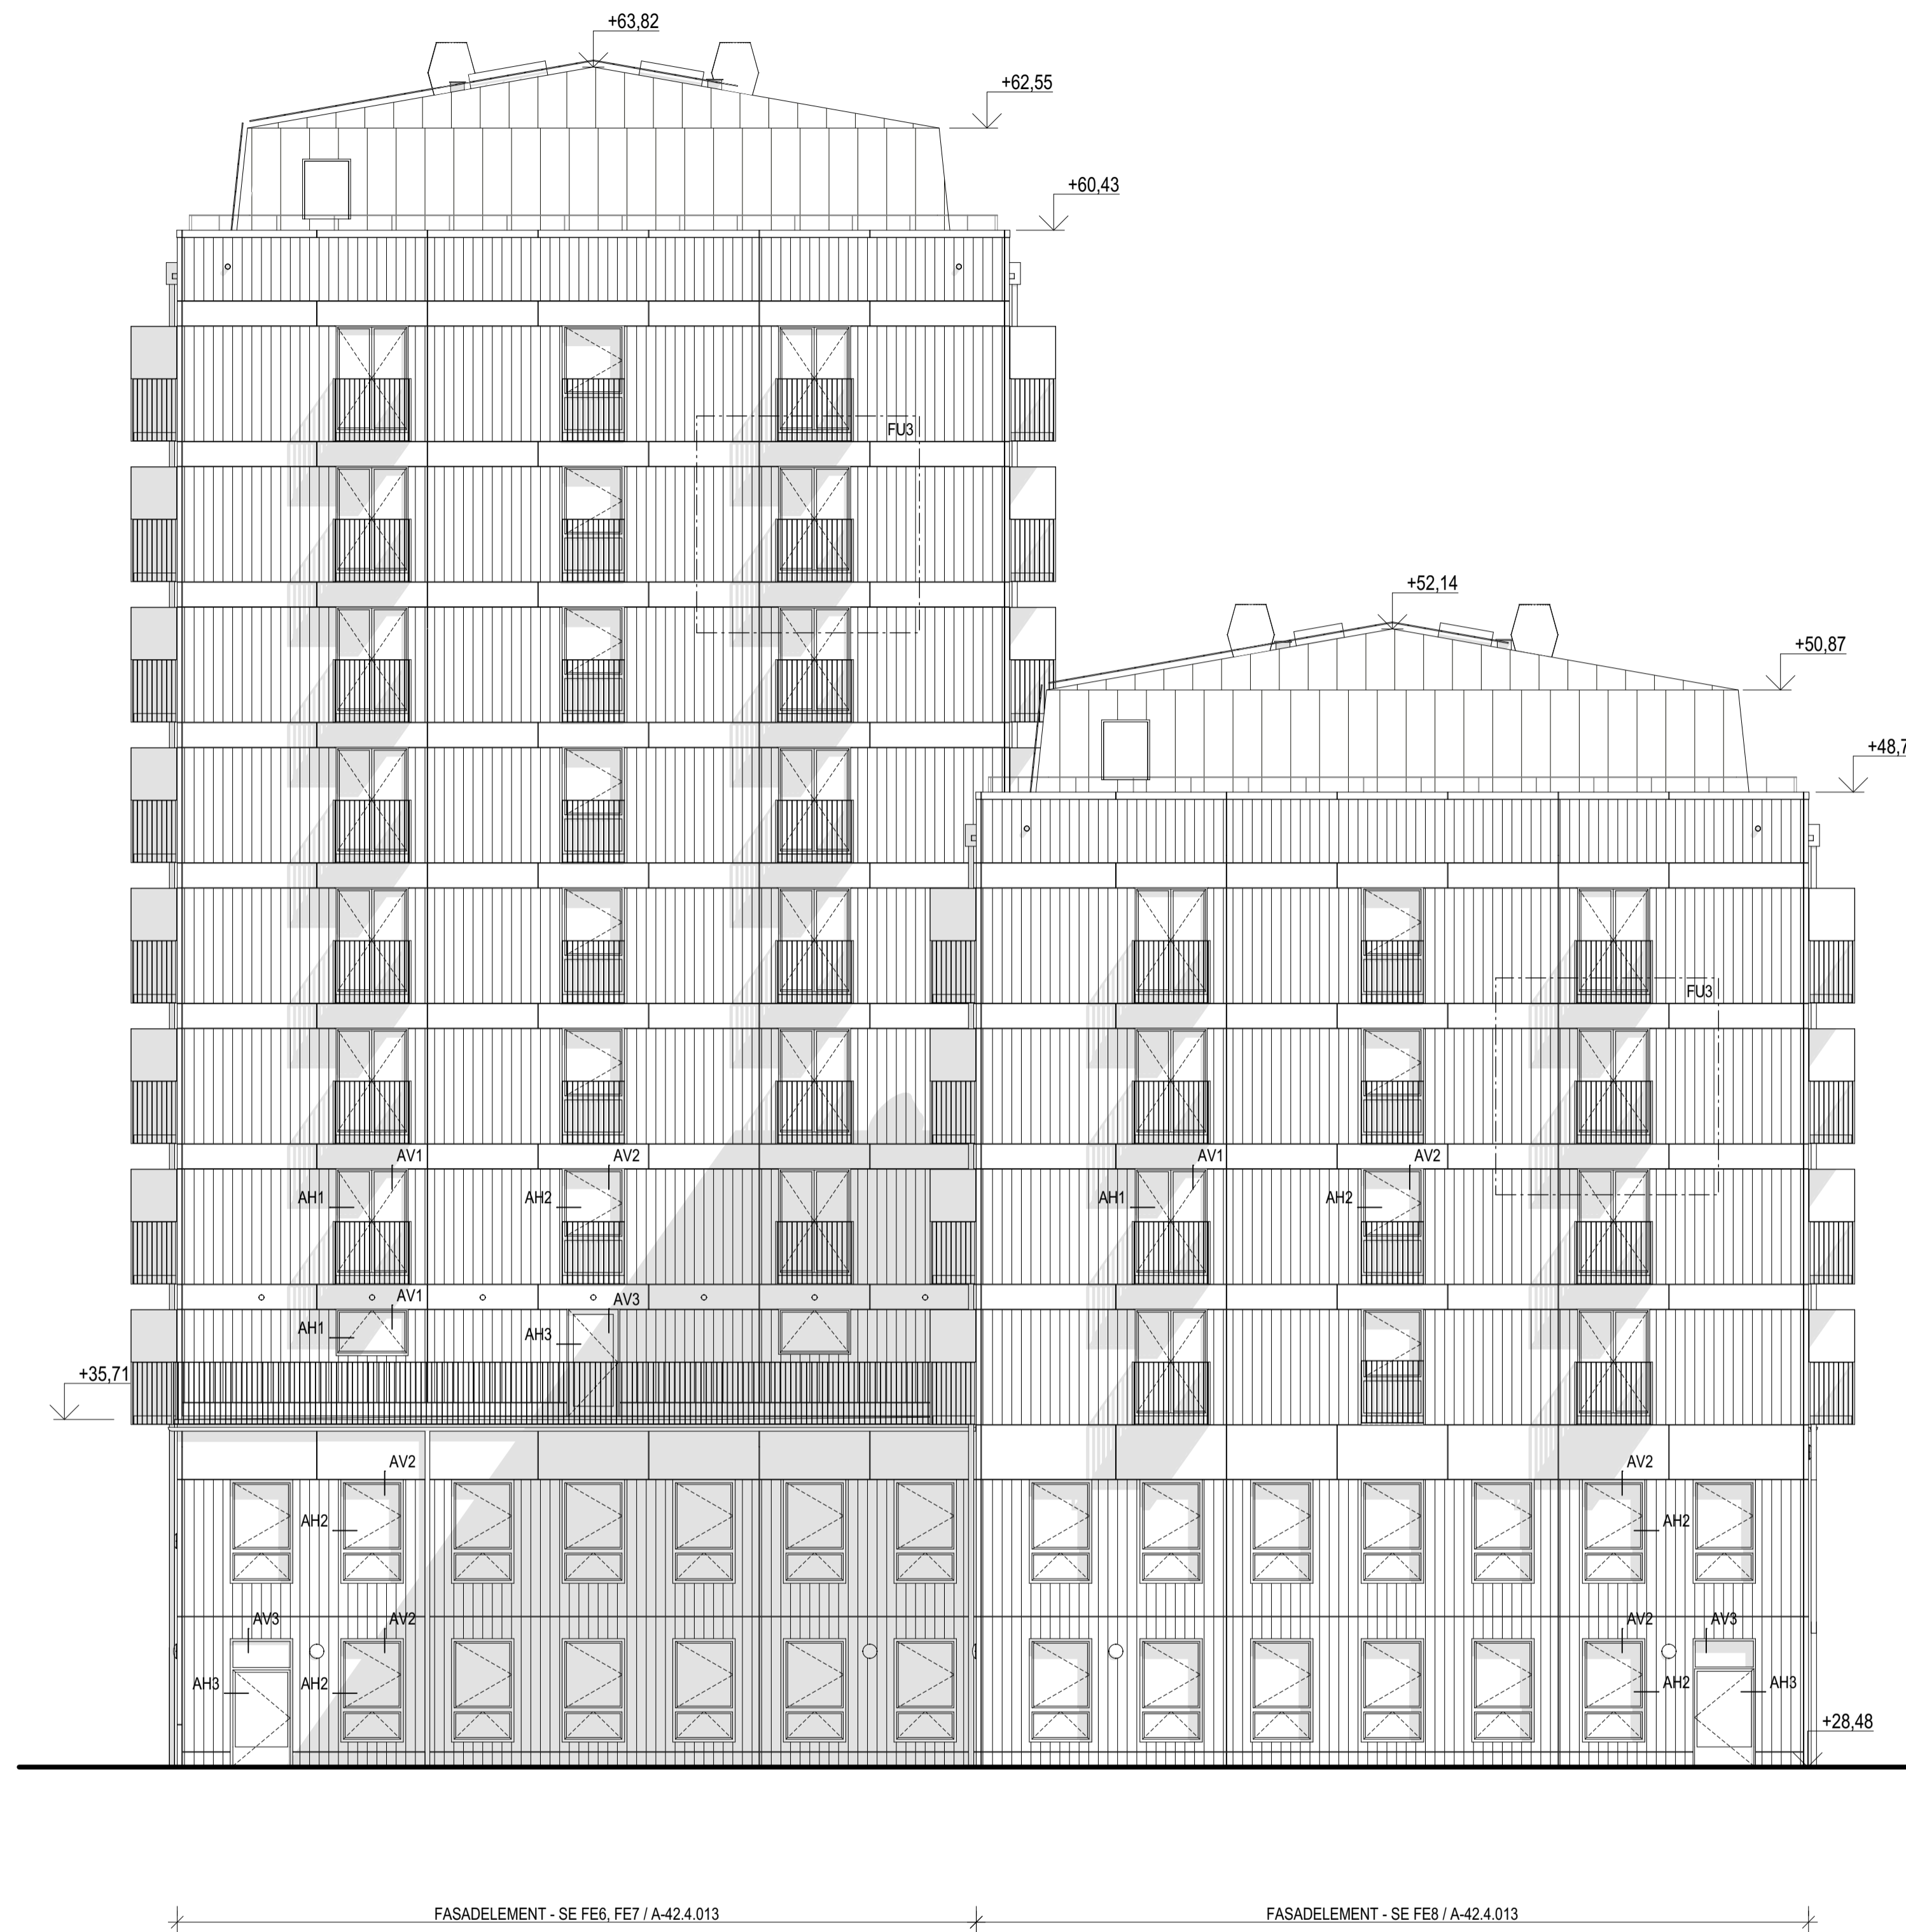 +63,82
+62,55
+60,43
FU3
+52,14
+50,87
+48,7
FU3
AV1 AV2 AV1 AV2
AH1 AH2 AH1 AH2
AV1 AV3
AH1 AH3
+35,71
AV2 AV2
AH2 AH2
AV3 AV2 AV2 AV3
AH3 AH2 AH2 AH3
+28,48
FASADELEMENT - SE FE6, FE7 / A-42.4.013 FASADELEMENT - SE FE8 / A-42.4.013